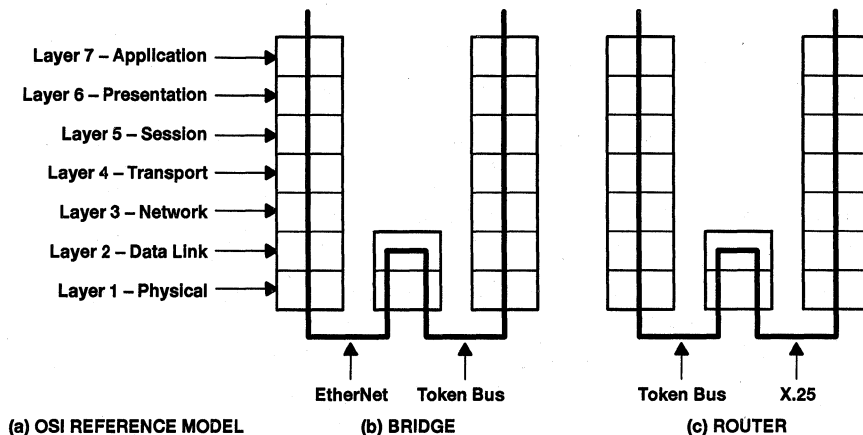 Layer 7 – Application
Layer 6 – Presentation
Layer 5 – Session
Layer 4 – Transport
Layer 3 – Network
Layer 2 – Data Link
Layer 1 – Physical
EtherNet Token Bus Token Bus X.25
(a) OSI REFERENCE MODEL (b) BRIDGE (c) ROUTER